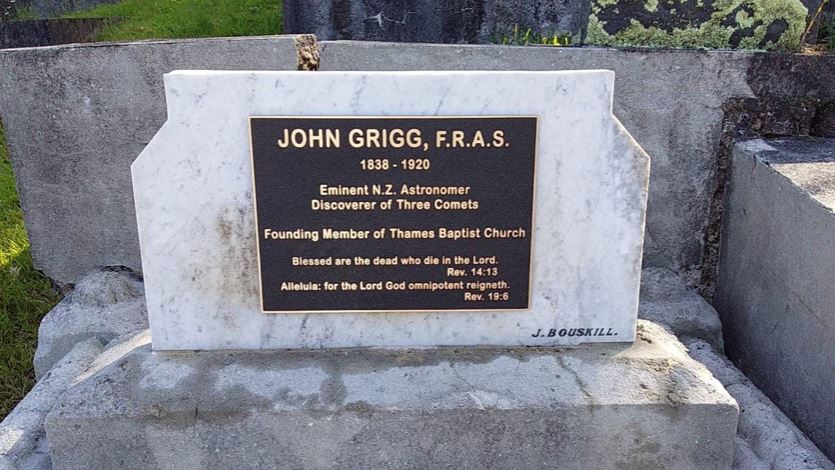 JOHN GRIGG, F.R.A.S.
1838 - 1920
Eminent N.Z. Astronomer
Discoverer of Three Comets
Founding Member of Thames Baptist Church
Blessed are the dead who die in the Lord.
Rev. 14:13
Alleluia: for the Lord God omnipotent reigneth.
Rev. 19:6
J. BOUSKILL.